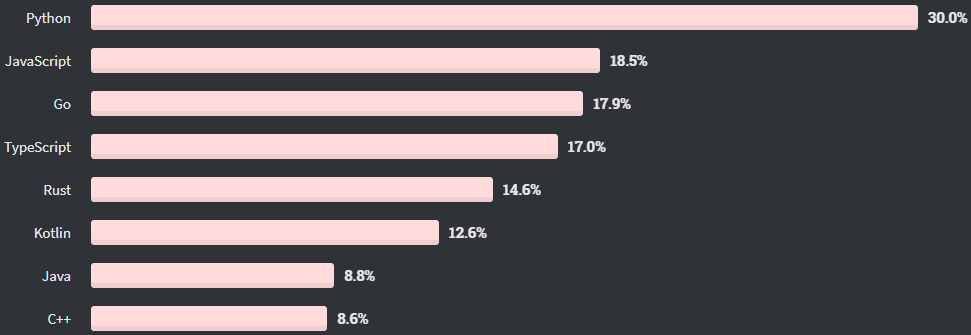 Python 30.0%
JavaScript 18.5%
Go 17.9%
TypeScript 17.0%
Rust 14.6%
Kotlin 12.6%
Java 8.8%
C++ 8.6%